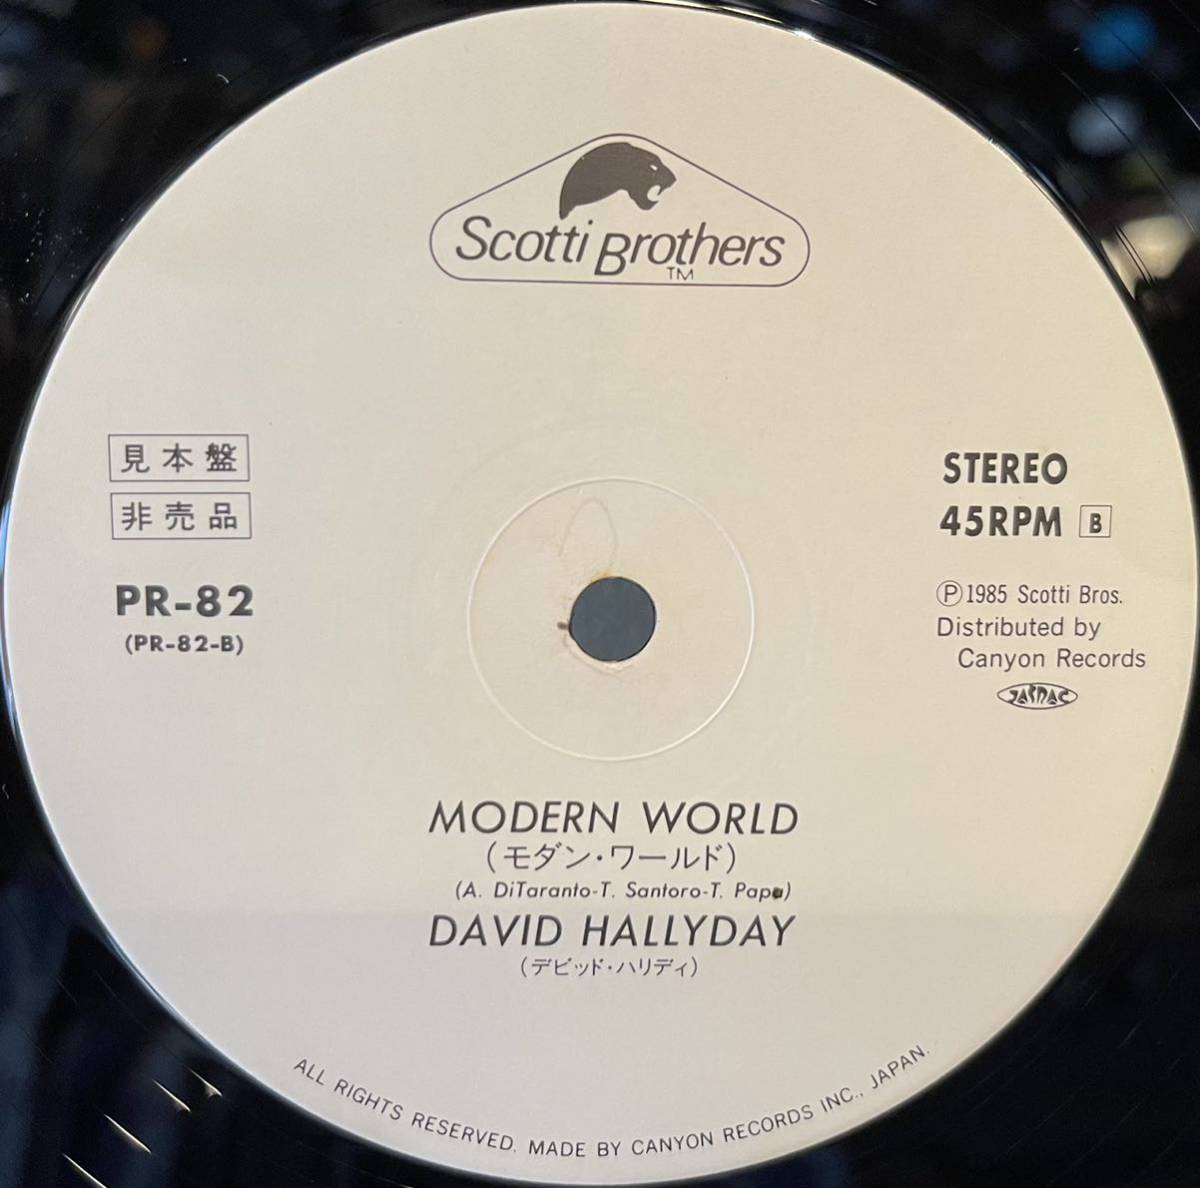 Scotti Brothers
TM
見本盤
非売品
PR-82
(PR-82-B)
STEREO
45RPM B
Ⓟ1985 Scotti Bros.
Distributed by
Canyon Records
JASRAC
MODERN WORLD
(モダン・ワールド)
(A. DiTaranto-T. Santoro-T. Papa)
DAVID HALLYDAY
(デビッド・ハリディ)
ALL RIGHTS RESERVED. MADE BY CANYON RECORDS INC., JAPAN.